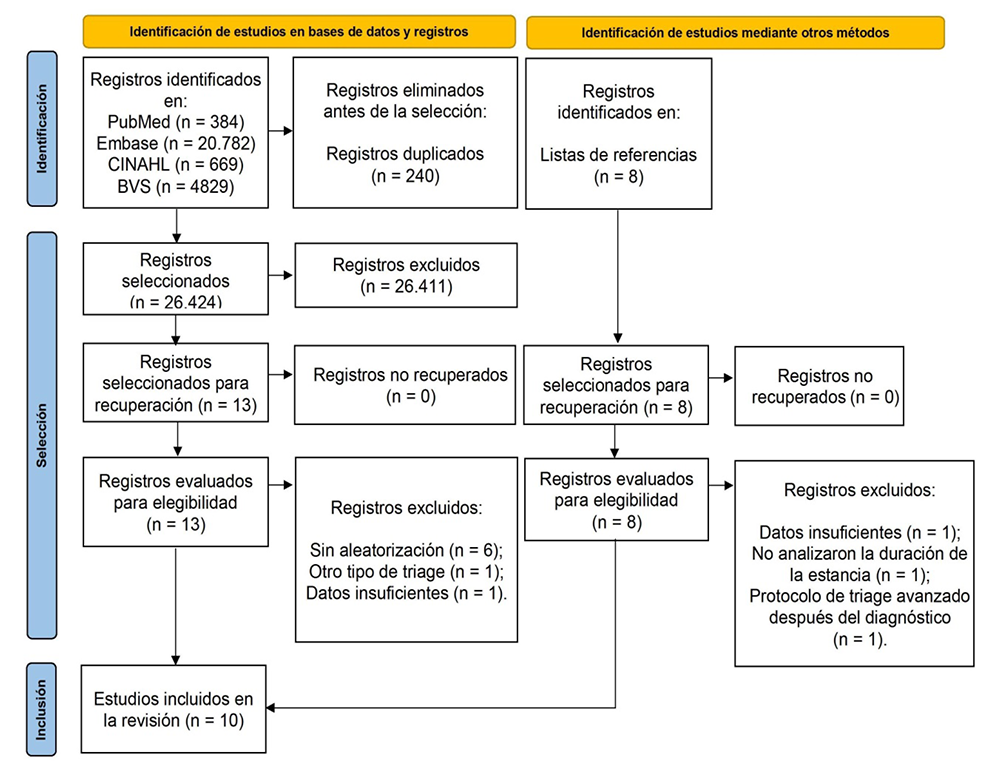 Identificación de estudios en bases de datos y registros
Identificación de estudios mediante otros métodos
Identificación
Registros identificados
en:
PubMed (n = 384)
Embase (n = 20.782)
CINAHL (n = 669)
BVS (n = 4829)
Registros eliminados
antes de la selección:
Registros duplicados
(n = 240)
Registros
identificados en:
Listas de referencias
(n = 8)
Selección
Registros
seleccionados
(n = 26.424)
Registros excluidos
(n = 26.411)
Registros
seleccionados para
recuperación (n = 13)
Registros no recuperados
(n = 0)
Registros
seleccionados para
recuperación (n = 8)
Registros no
recuperados (n = 0)
Registros evaluados
para elegibilidad
(n = 13)
Registros excluidos:
Sin aleatorización (n = 6);
Otro tipo de triage (n = 1);
Datos insuficientes (n = 1).
Registros evaluados
para elegibilidad
(n = 8)
Registros excluidos:
Datos insuficientes (n = 1);
No analizaron la duración de
la estancia (n = 1);
Protocolo de triage avanzado
después del diagnóstico
(n = 1).
Inclusión
Estudios incluidos en
la revisión (n = 10)